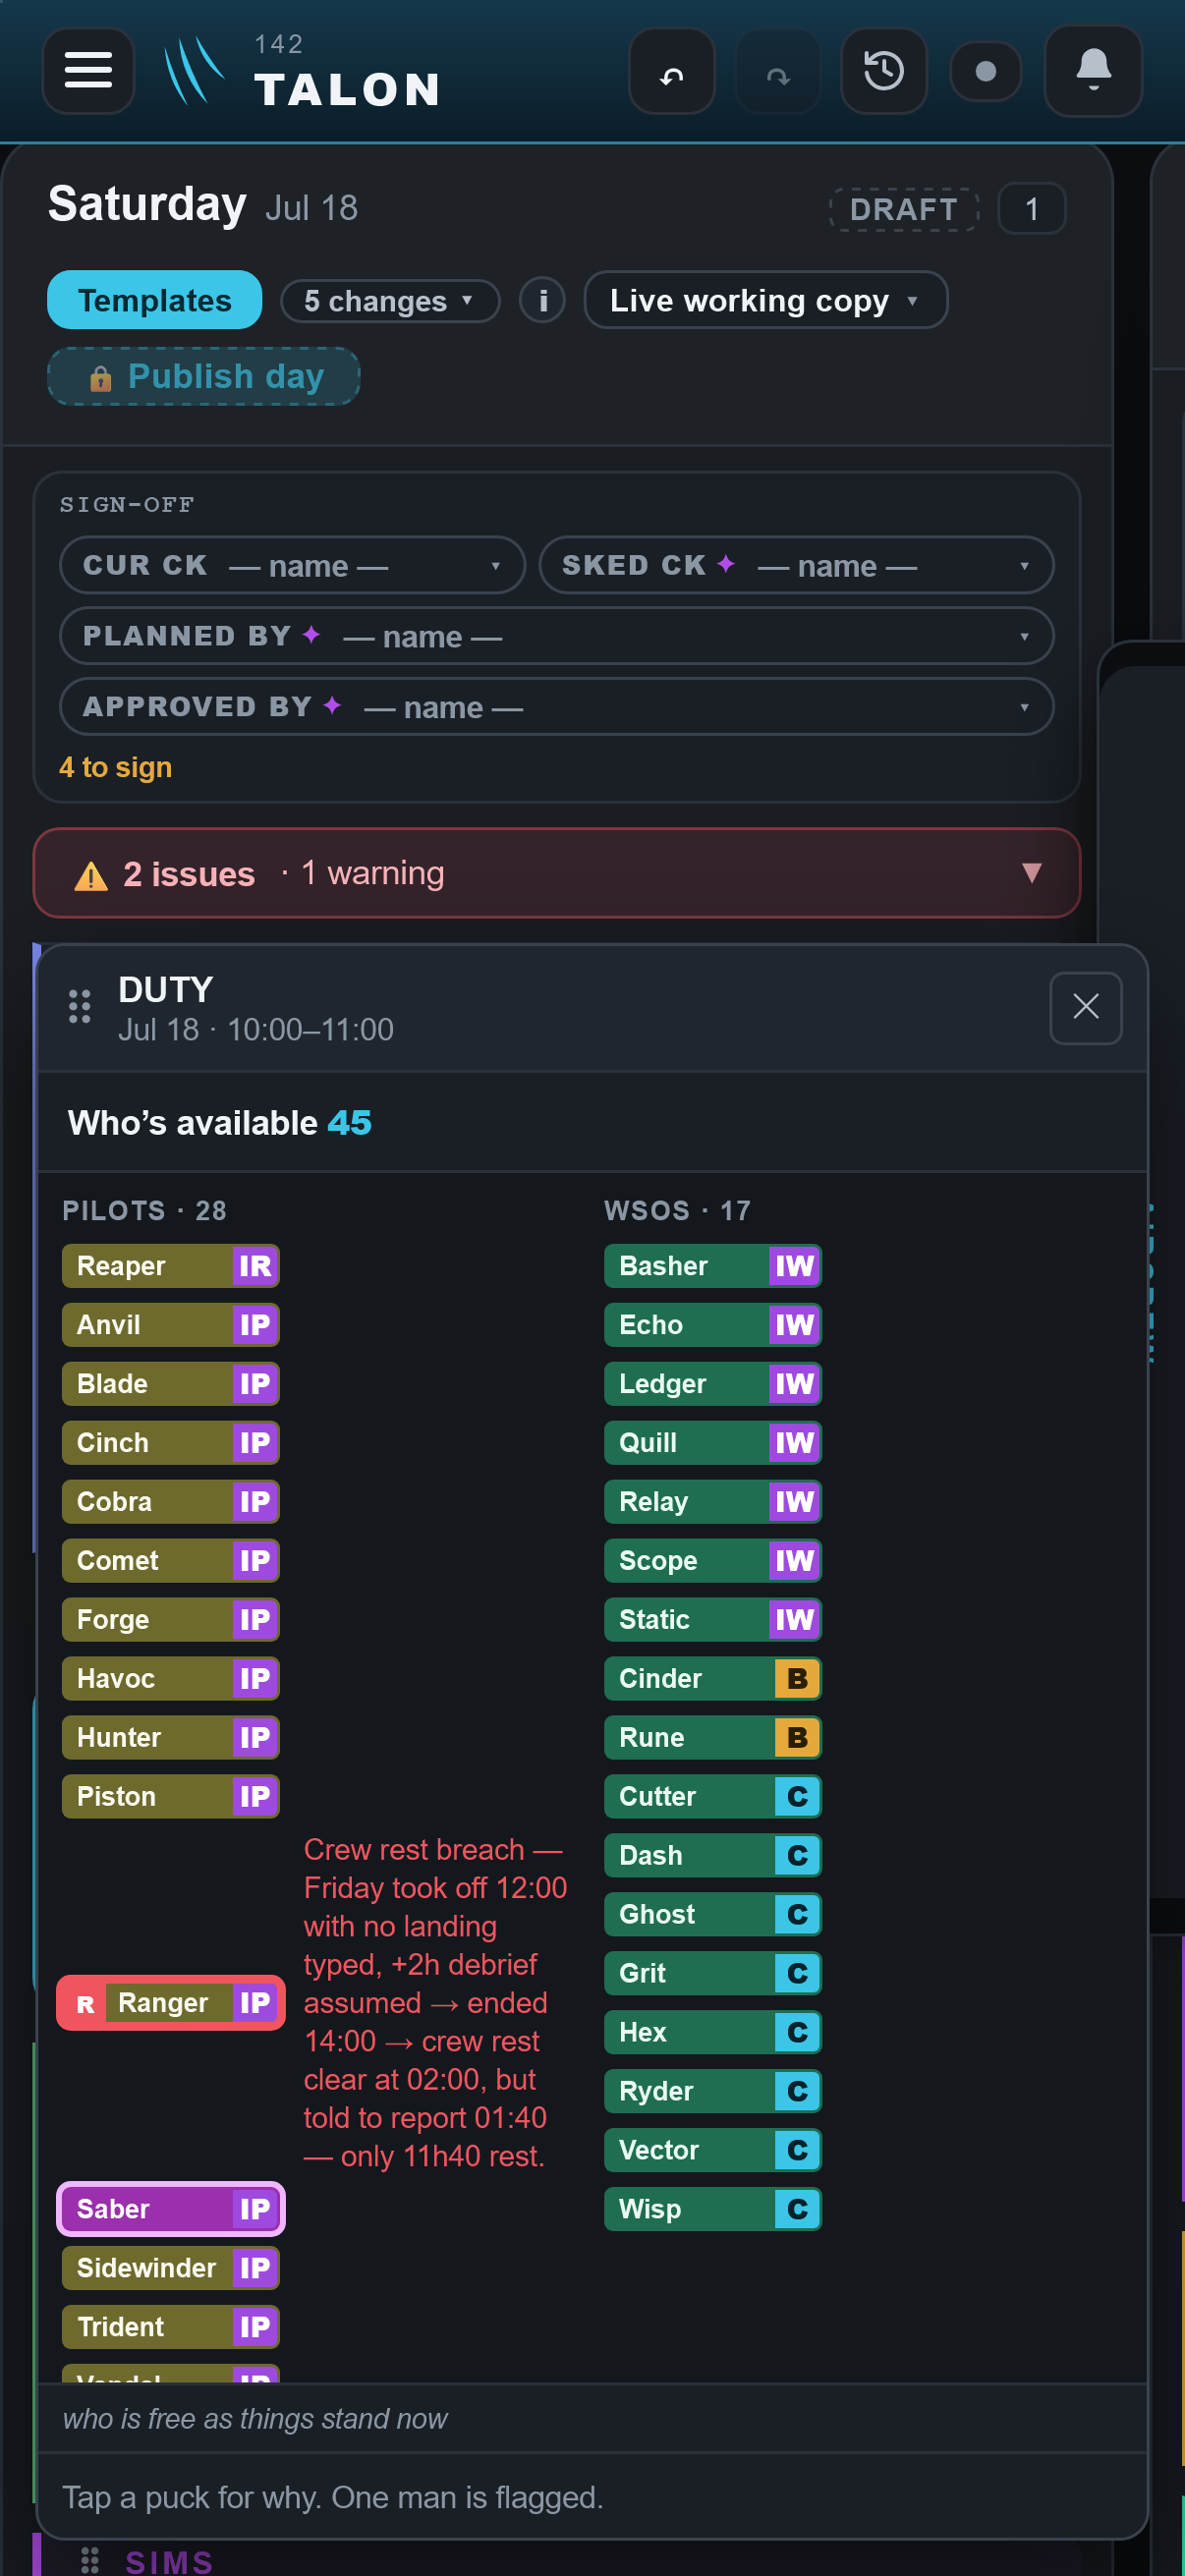 142
TALON
Saturday Jul 18
DRAFT 1
Templates 5 changes ▾ i Live working copy ▾
Publish day
SIGN-OFF
CUR CK — name — ▾ SKED CK ✦ — name — ▾
PLANNED BY ✦ — name — ▾
APPROVED BY ✦ — name — ▾
4 to sign
2 issues · 1 warning ▼
DUTY
Jul 18 · 10:00–11:00
Who’s available 45
PILOTS · 28
Reaper IR
Anvil IP
Blade IP
Cinch IP
Cobra IP
Comet IP
Forge IP
Havoc IP
Hunter IP
Piston IP
R Ranger IP
Crew rest breach —
Friday took off 12:00
with no landing
typed, +2h debrief
assumed → ended
14:00 → crew rest
clear at 02:00, but
told to report 01:40
— only 11h40 rest.
Saber IP
Sidewinder IP
Trident IP
WSOS · 17
Basher IW
Echo IW
Ledger IW
Quill IW
Relay IW
Scope IW
Static IW
Cinder B
Rune B
Cutter C
Dash C
Ghost C
Grit C
Hex C
Ryder C
Vector C
Wisp C
who is free as things stand now
Tap a puck for why. One man is flagged.
SIMS